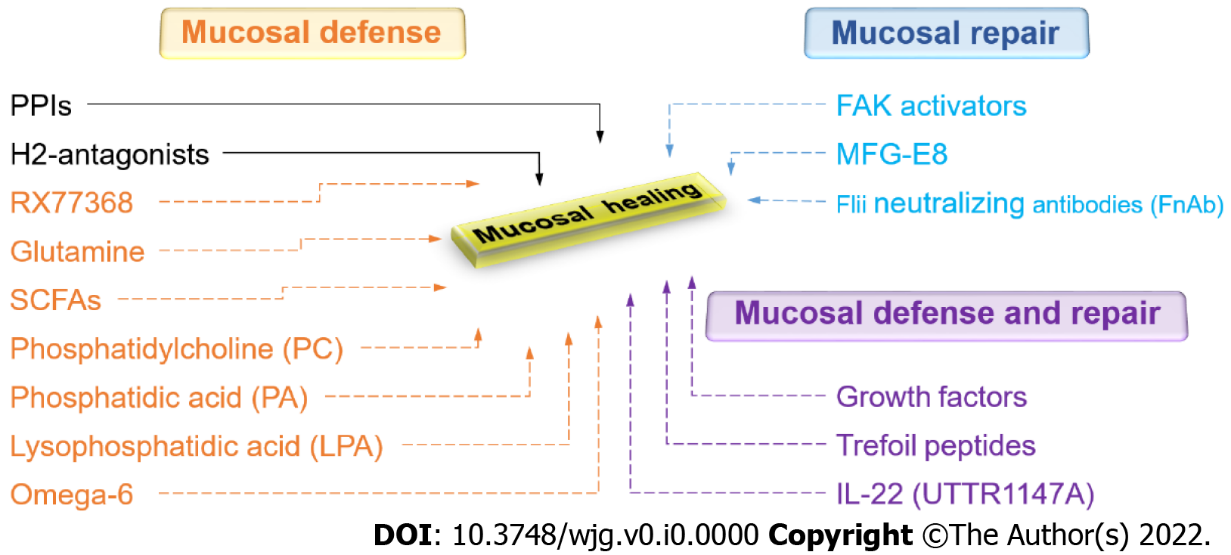 Mucosal defense
PPIs
H2-antagonists
RX77368
Glutamine
SCFAs
Phosphatidylcholine (PC)
Phosphatidic acid (PA)
Lysophosphatidic acid (LPA)
Omega-6
Mucosal healing
Mucosal repair
FAK activators
MFG-E8
Flii neutralizing antibodies (FnAb)
Mucosal defense and repair
Growth factors
Trefoil peptides
IL-22 (UTTR1147A)
DOI: 10.3748/wjg.v0.i0.0000 Copyright ©The Author(s) 2022.